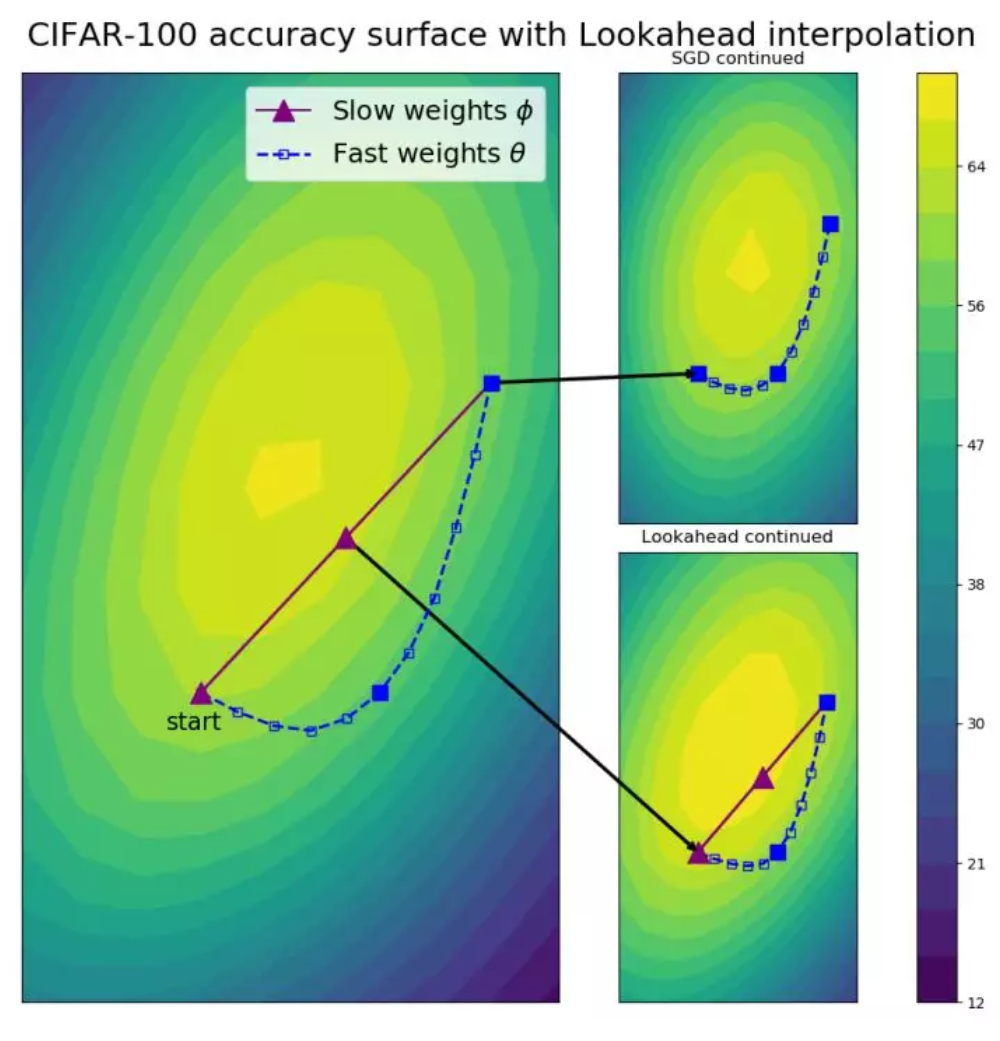 CIFAR-100 accuracy surface with Lookahead interpolation
Slow weights ϕ
Fast weights θ
start
SGD continued
Lookahead continued
64
56
47
38
30
21
12